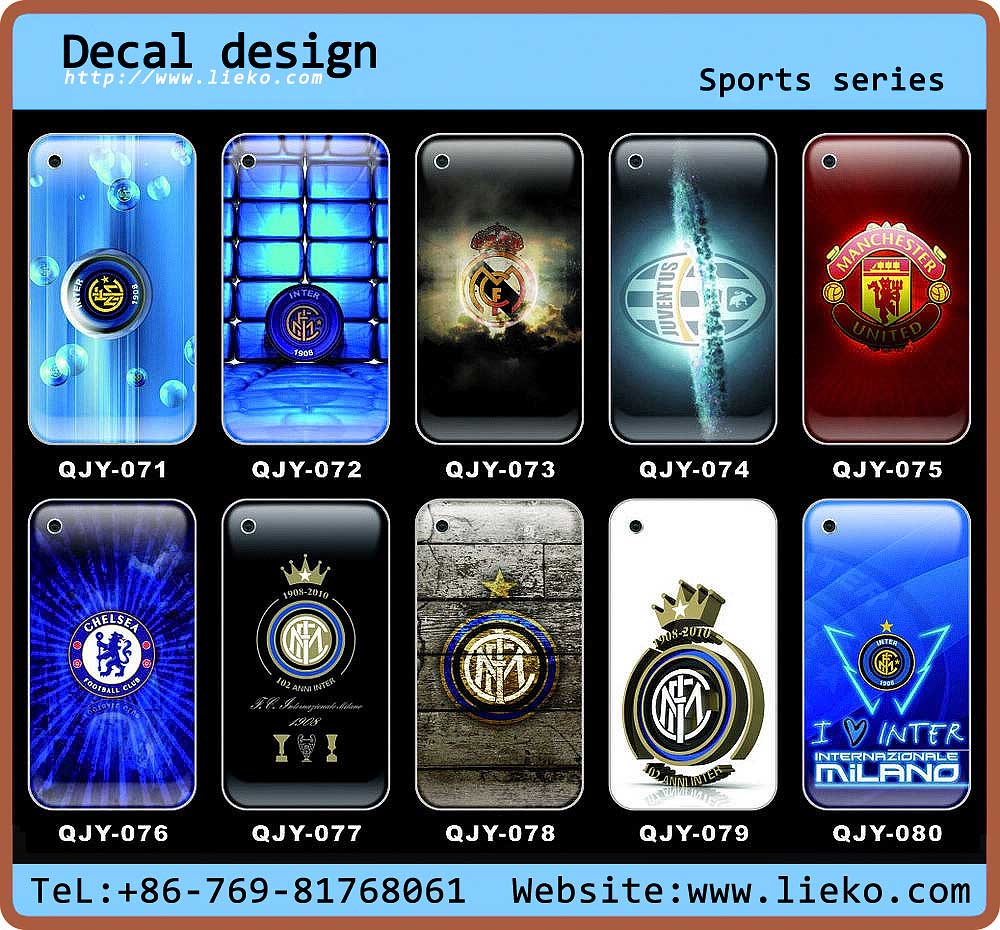 Decal design
http://www.lieko.com
Sports series
INTER
1908
INTER
1908
JUVENTUS
MANCHESTER
UNITED
QJY-071
QJY-072
QJY-073
QJY-074
QJY-075
CHELSEA
FOOTBALL CLUB
1908-2010
102 ANNI INTER
F.C. Internazionale Milano
1908
1908-2010
102 ANNI INTER
INTER
1908
I INTER
INTERNAZIONALE
MILANO
QJY-076
QJY-077
QJY-078
QJY-079
QJY-080
TeL:+86-769-81768061
Website:www.lieko.com